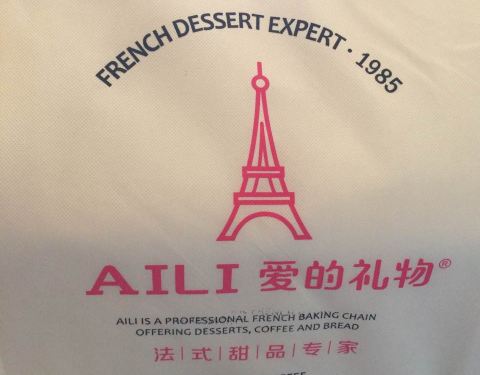 FRENCH DESSERT EXPERT · 1985
AILI 爱的礼物®
AILI IS A PROFESSIONAL FRENCH BAKING CHAIN
OFFERING DESSERTS, COFFEE AND BREAD
法|式|甜|品|专|家